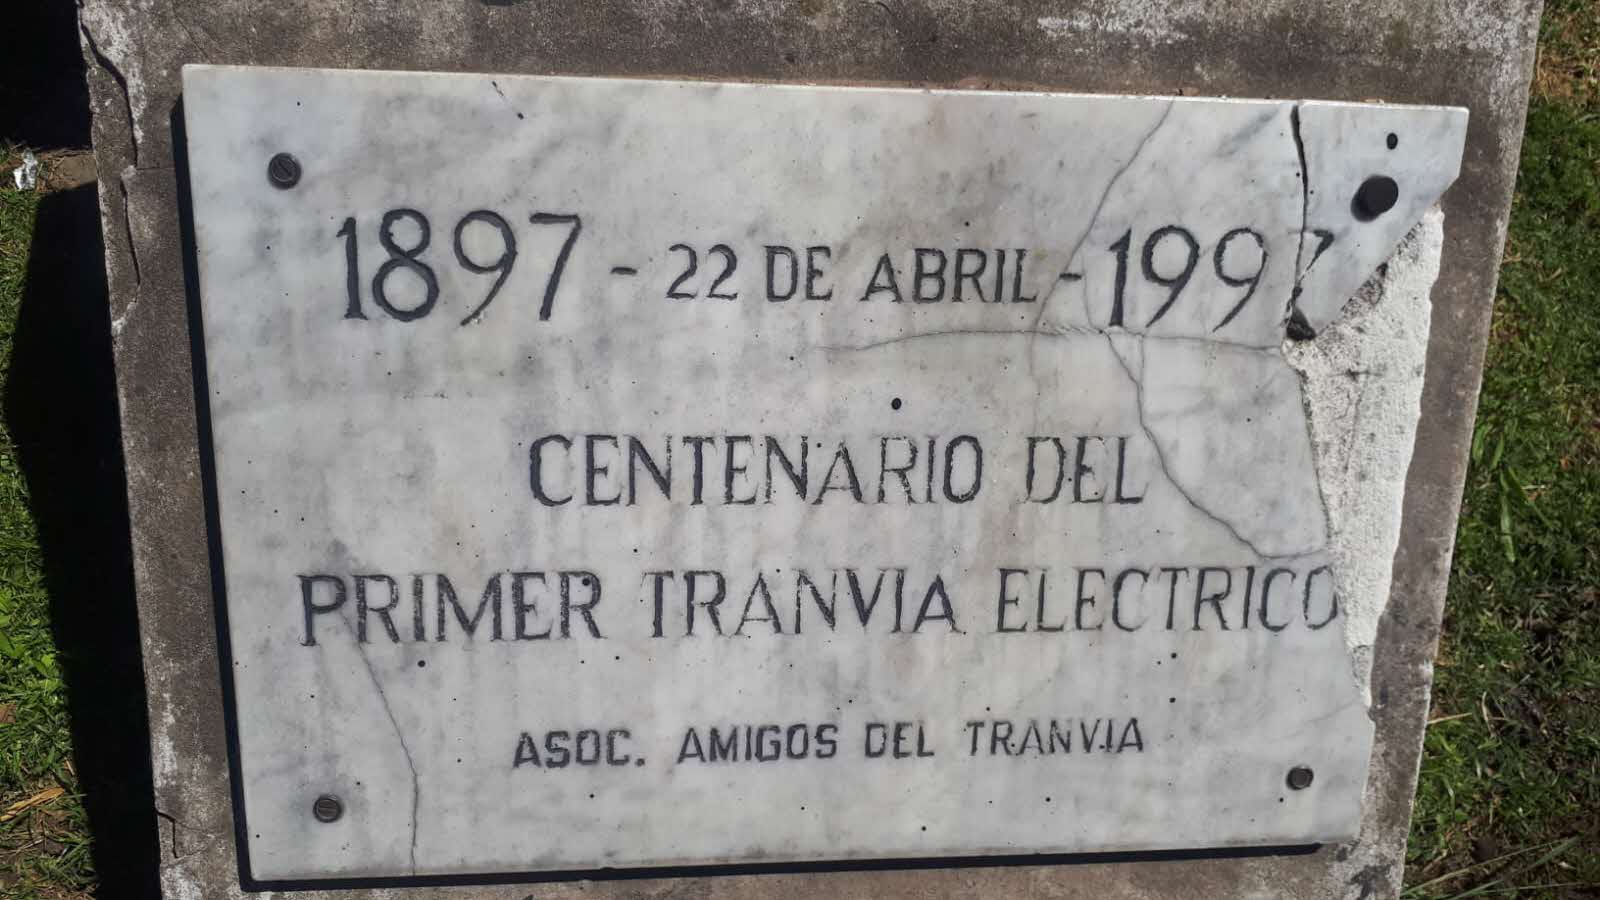 1897 - 22 DE ABRIL - 1997
CENTENARIO DEL
PRIMER TRANVIA ELECTRICO
ASOC. AMIGOS DEL TRANVIA